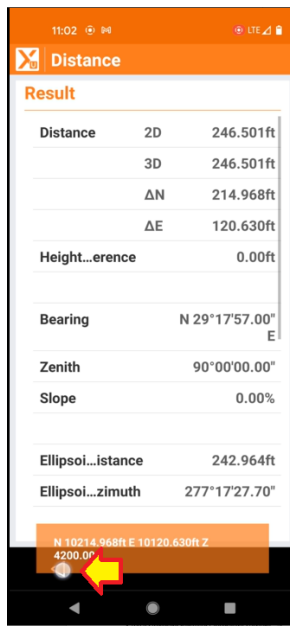 11:02 LTE
Xu Distance
Result
Distance 2D 246.501ft
3D 246.501ft
ΔN 214.968ft
ΔE 120.630ft
Height…erence 0.00ft
Bearing N 29°17'57.00"
E
Zenith 90°00'00.00"
Slope 0.00%
Ellipsoi…istance 242.964ft
Ellipsoi…zimuth 277°17'27.70"
N 10214.968ft E 10120.630ft Z
4200.00